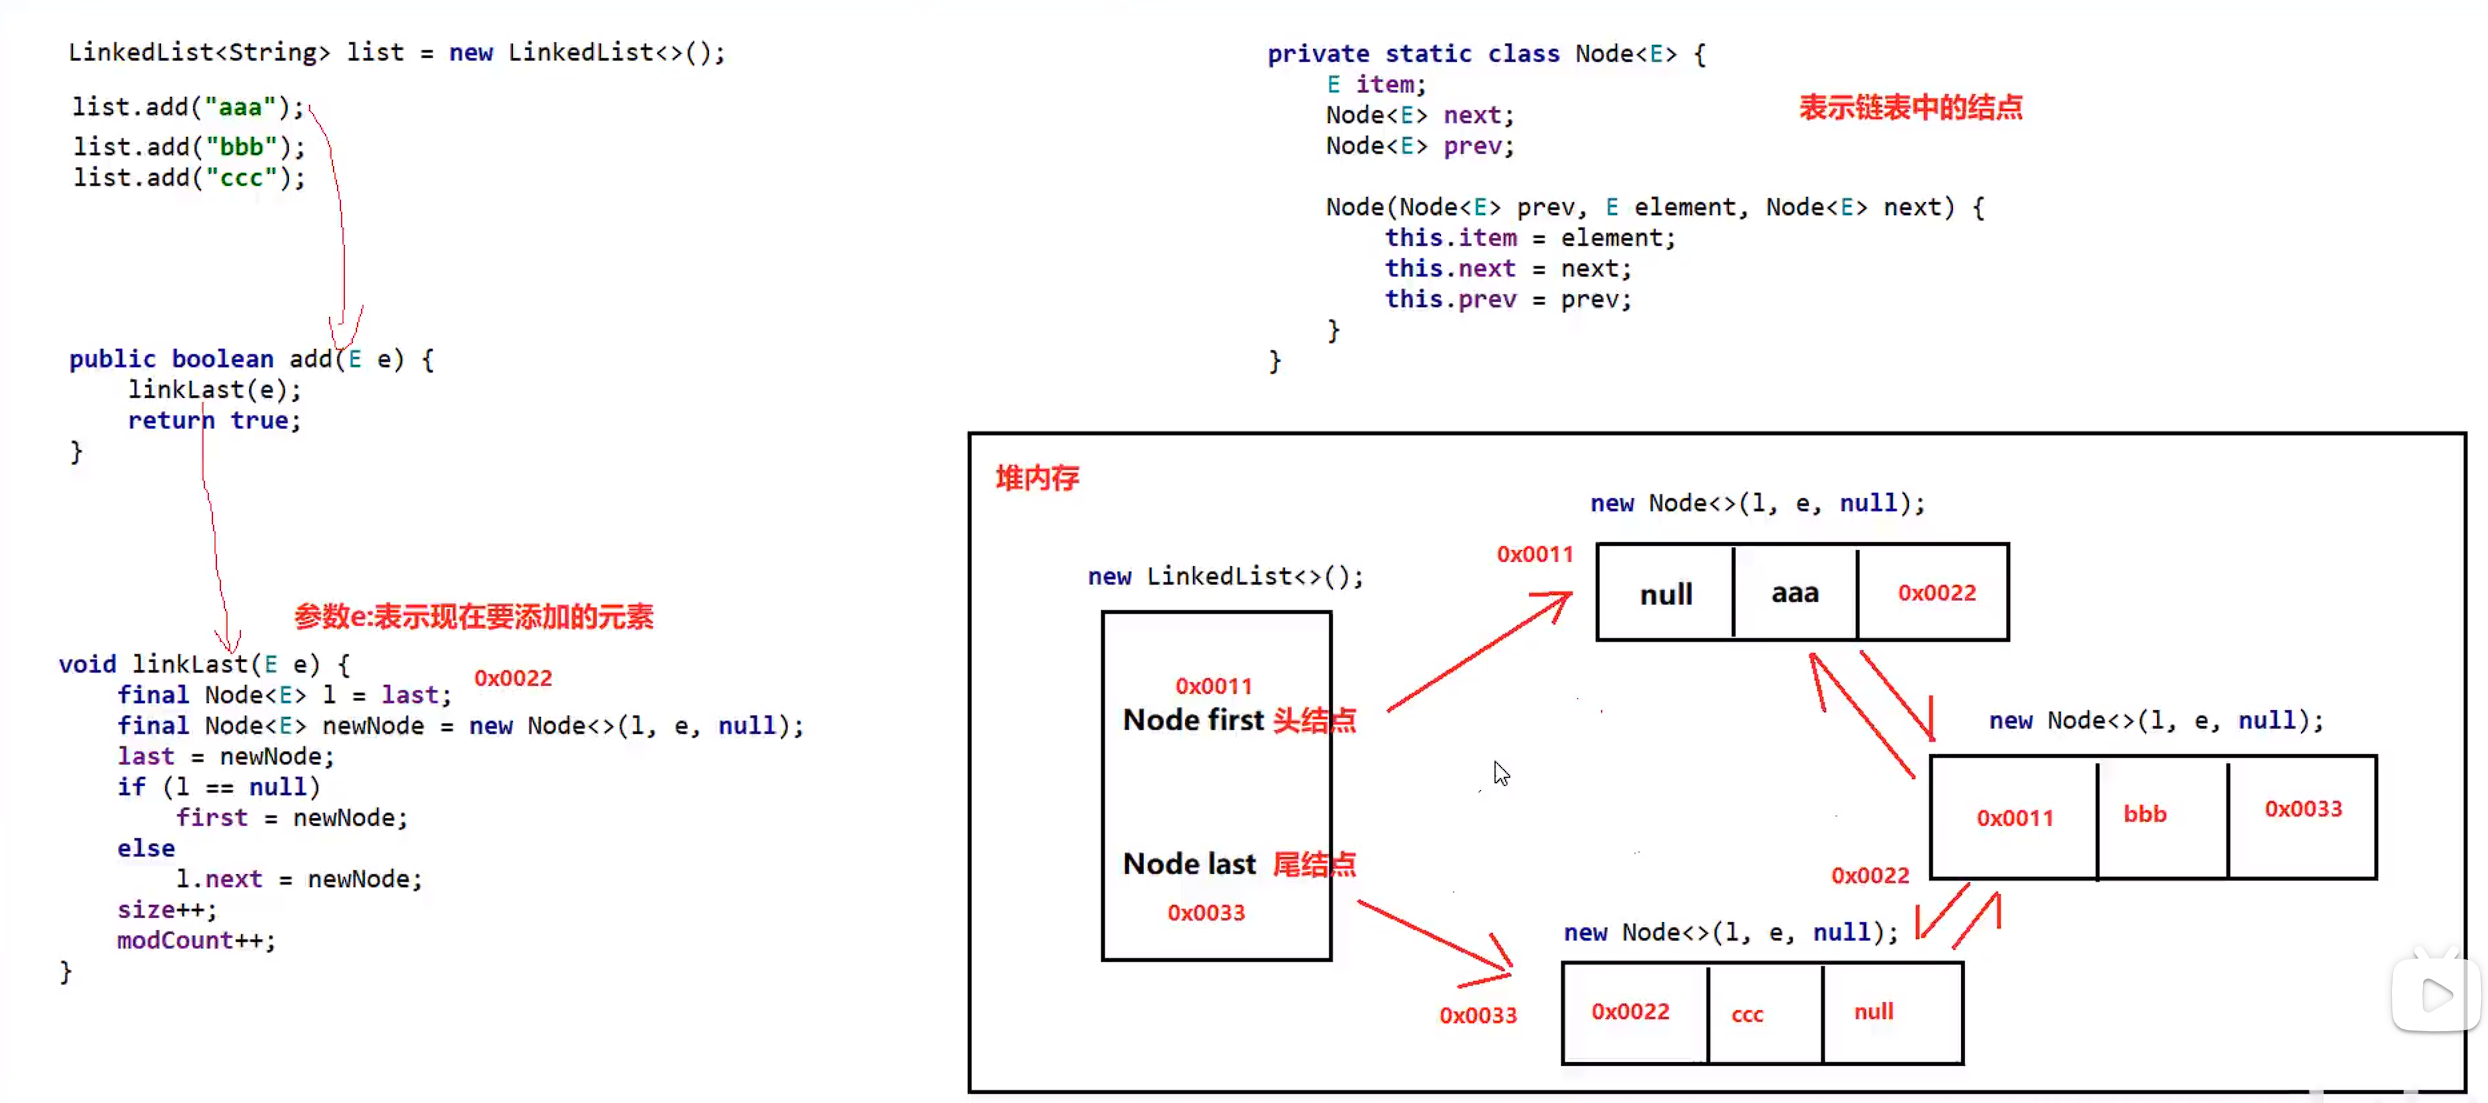 LinkedList<String> list = new LinkedList<>();
list.add("aaa");
list.add("bbb");
list.add("ccc");
public boolean add(E e) {
linkLast(e);
return true;
}
参数e:表示现在要添加的元素
void linkLast(E e) {
0x0022
final Node<E> l = last;
final Node<E> newNode = new Node<>(l, e, null);
last = newNode;
if (l == null)
first = newNode;
else
l.next = newNode;
size++;
modCount++;
}
private static class Node<E> {
E item;
Node<E> next;
Node<E> prev;
表示链表中的结点
Node(Node<E> prev, E element, Node<E> next) {
this.item = element;
this.next = next;
this.prev = prev;
}
}
堆内存
new LinkedList<>();
0x0011
Node first 头结点
Node last 尾结点
0x0033
new Node<>(l, e, null);
0x0011
null aaa 0x0022
new Node<>(l, e, null);
0x0011 bbb 0x0033
0x0022
new Node<>(l, e, null);
0x0033
0x0022 ccc null